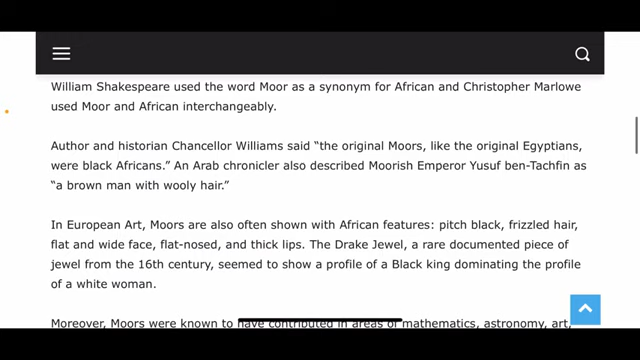 William Shakespeare used the word Moor as a synonym for African and Christopher Marlowe
used Moor and African interchangeably.
Author and historian Chancellor Williams said “the original Moors, like the original Egyptians,
were black Africans.” An Arab chronicler also described Moorish Emperor Yusuf ben-Tachfin as
“a brown man with wooly hair.”
In European Art, Moors are also often shown with African features: pitch black, frizzled hair,
flat and wide face, flat-nosed, and thick lips. The Drake Jewel, a rare documented piece of
jewel from the 16th century, seemed to show a profile of a Black king dominating the profile
of a white woman.
Moreover, Moors were known to have contributed in areas of mathematics, astronomy, art,